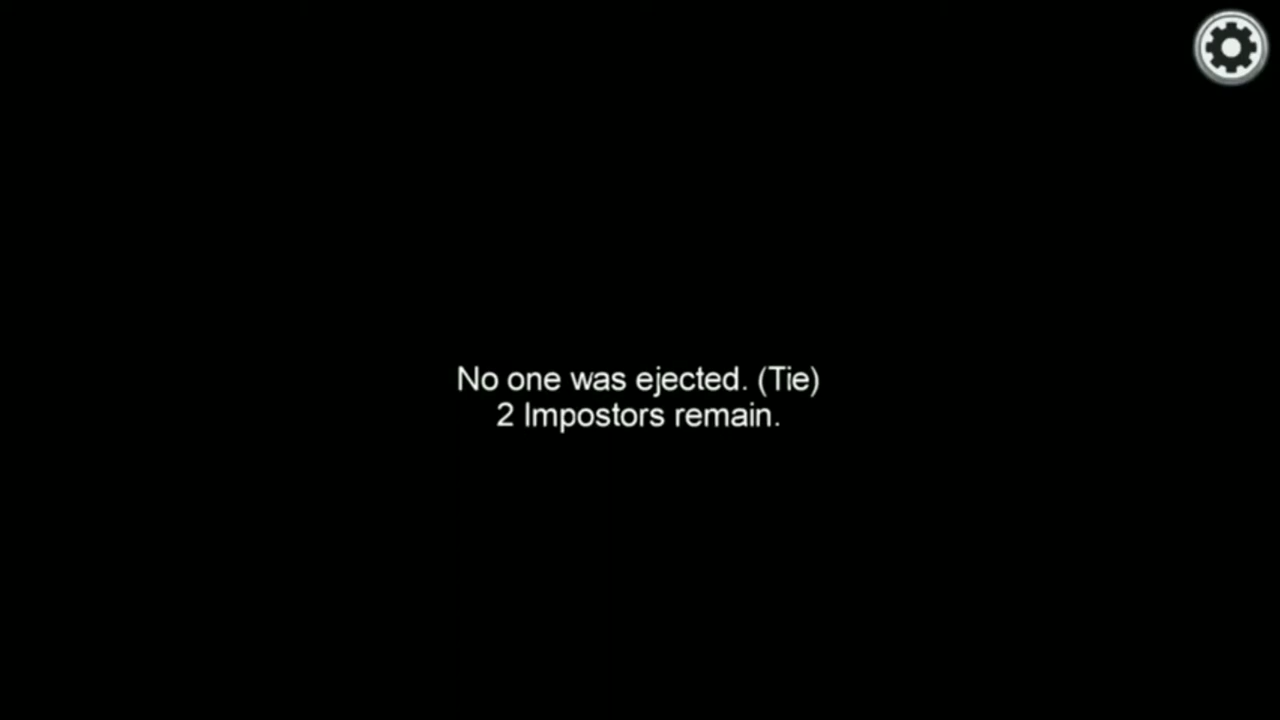 No one was ejected. (Tie)
2 Impostors remain.